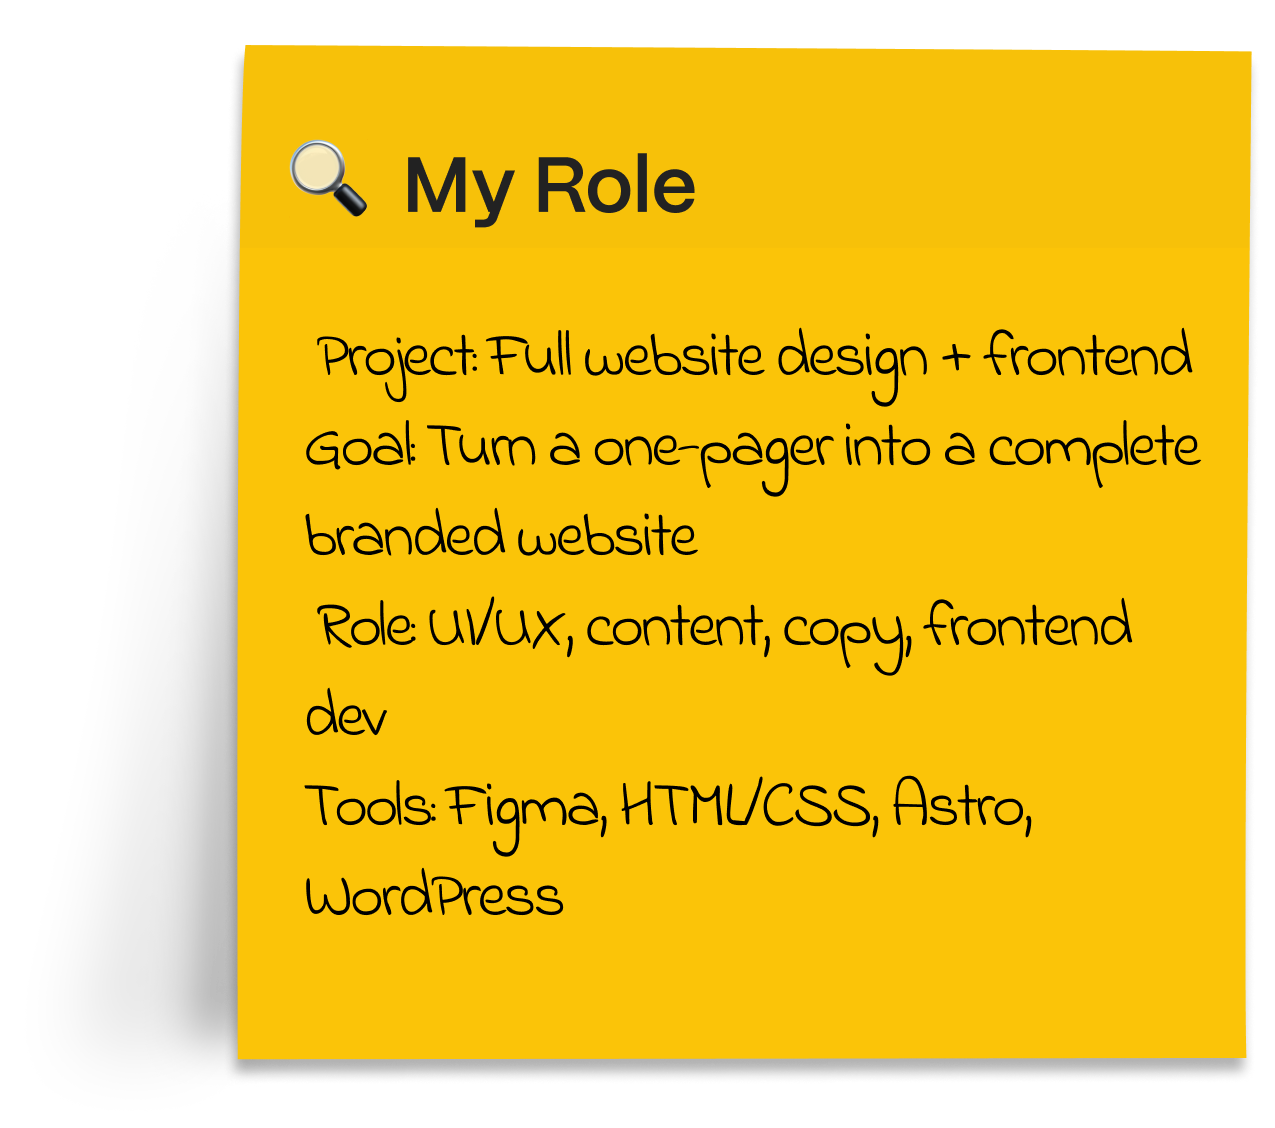 🔍 My Role
Project: Full website design + frontend
Goal: Turn a one-pager into a complete
branded website
Role: UI/UX, content, copy, frontend
dev
Tools: Figma, HTML/CSS, Astro,
WordPress